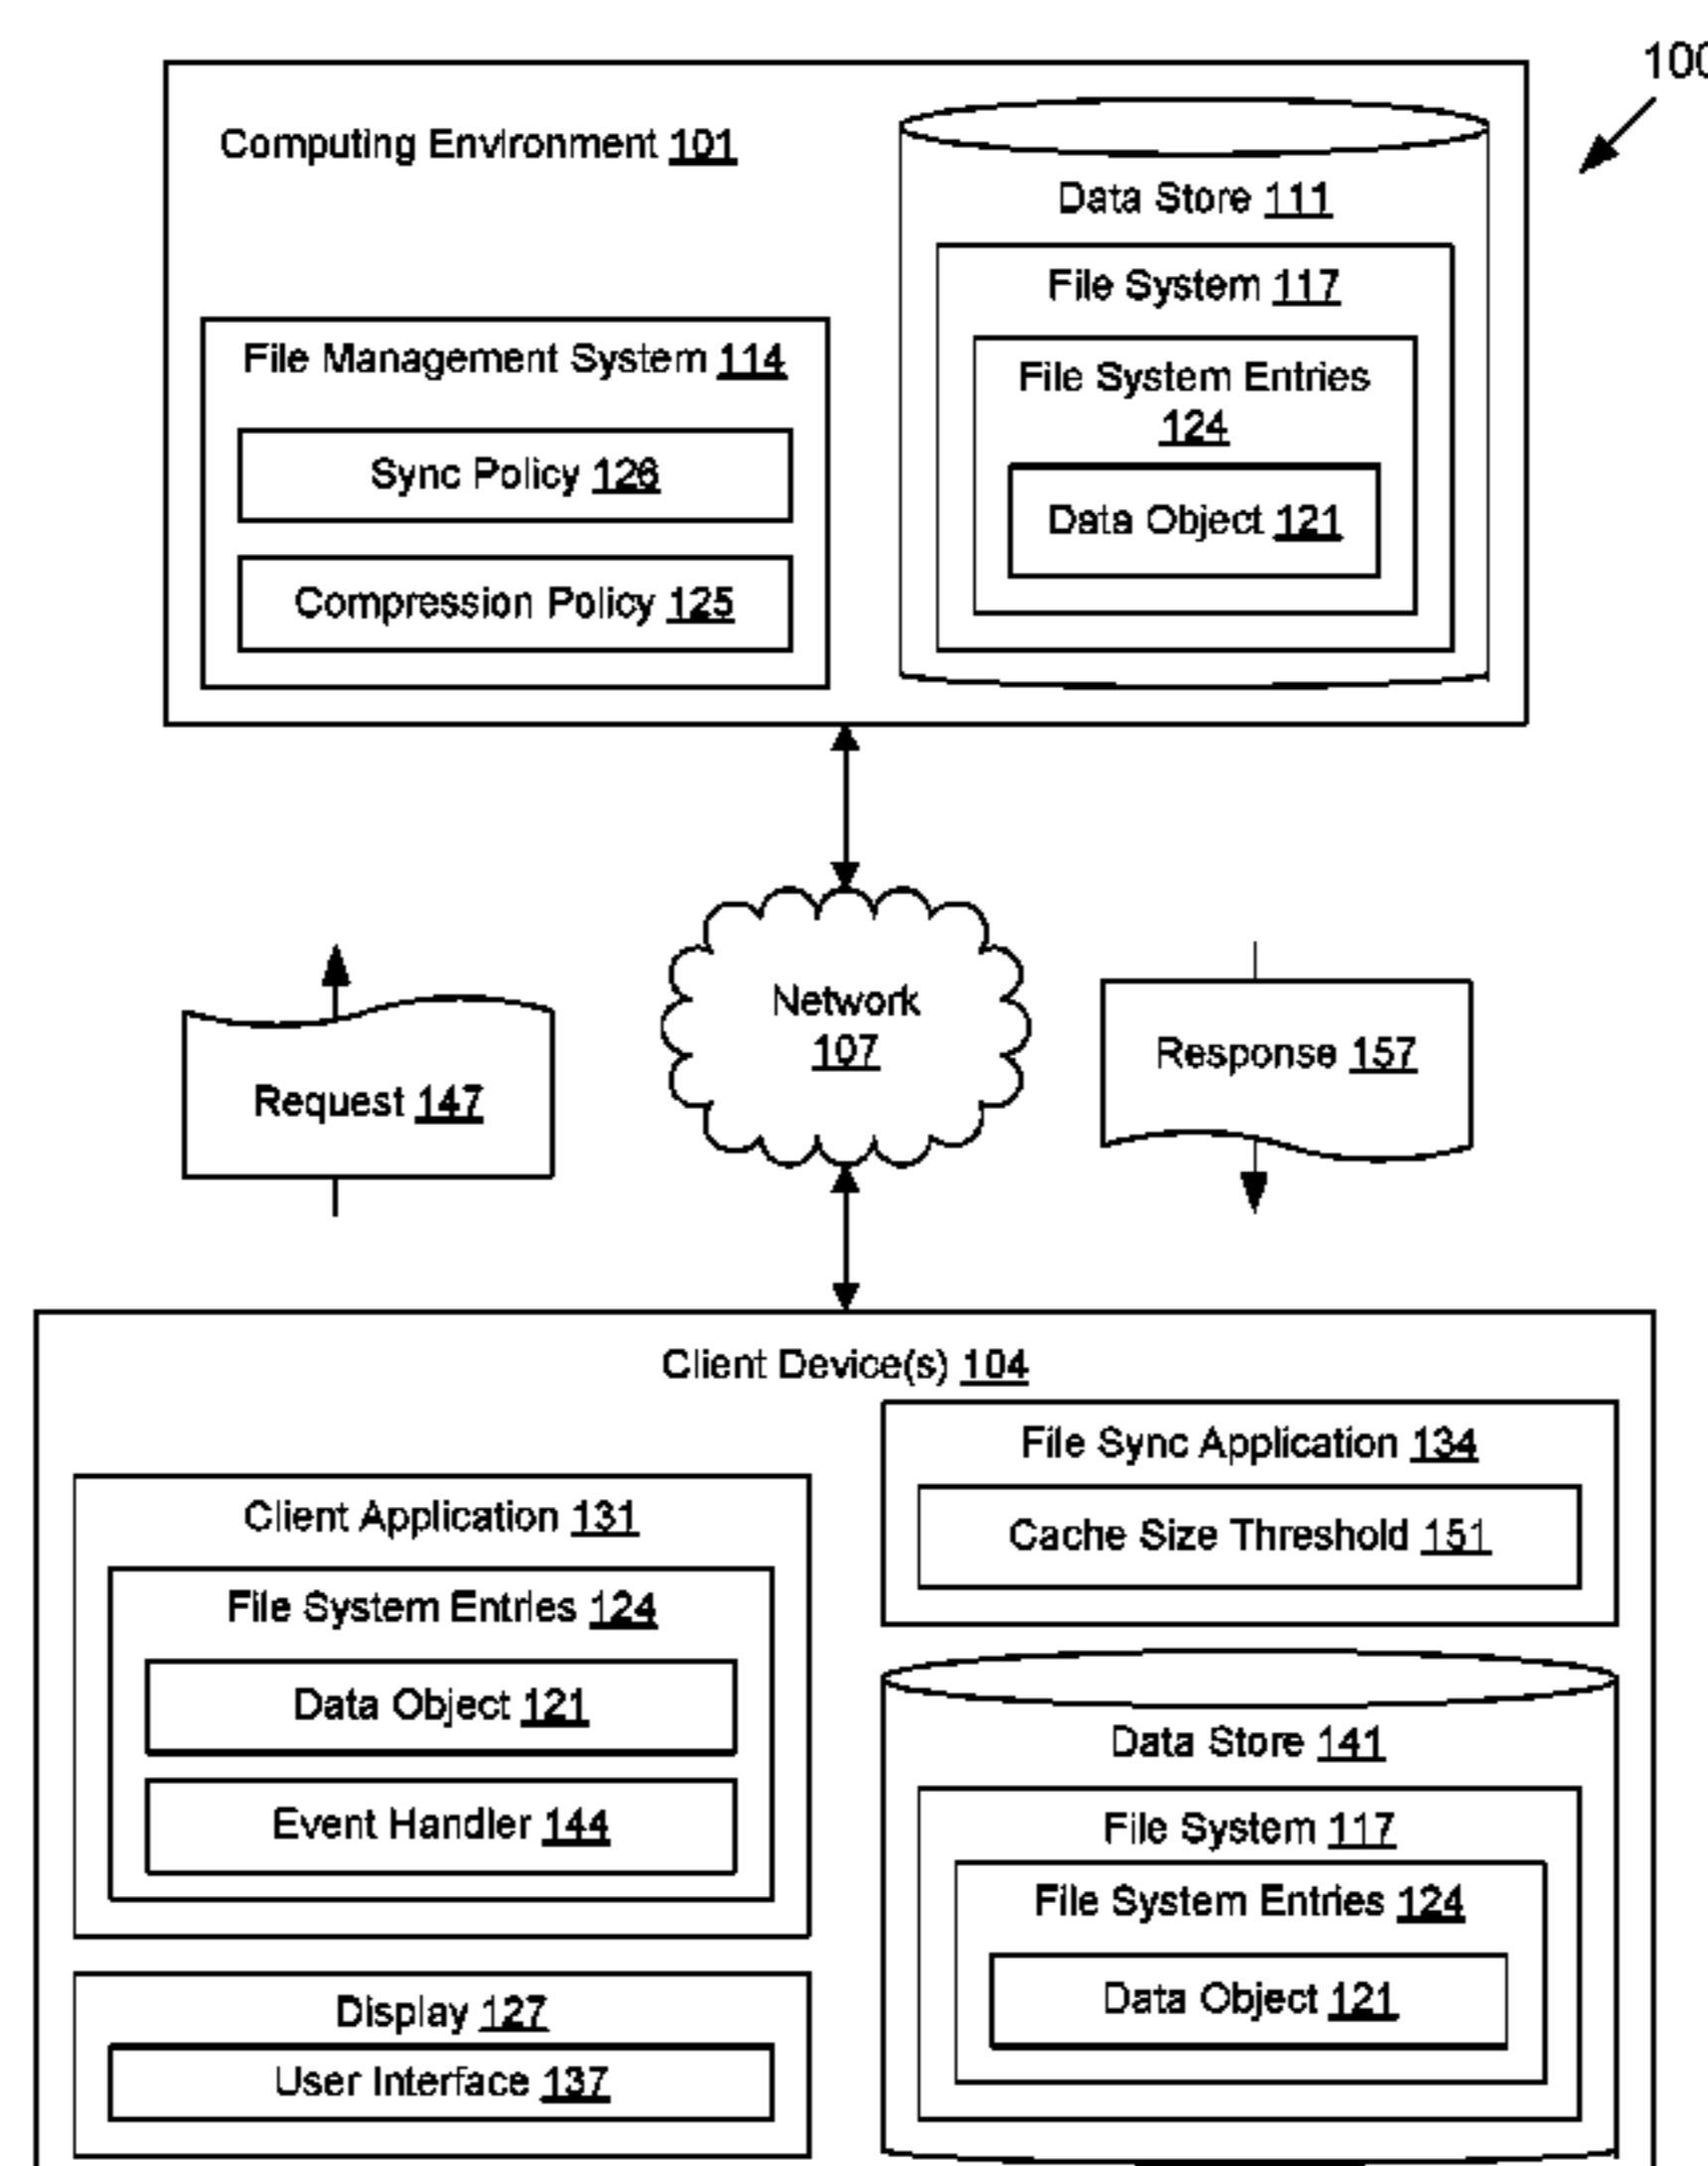 100
Computing Environment 101
Data Store 111
File System 117
File Management System 114
File System Entries
124
Sync Policy 126
Data Object 121
Compression Policy 125
Network
107
Response 157
Request 147
Client Device(s) 104
File Sync Application 134
Cache Size Threshold 151
Client Application 131
File System Entries 124
Data Object 121
Event Handler 144
Data Store 141
File System 117
File System Entries 124
Data Object 121
Display 127
User Interface 137